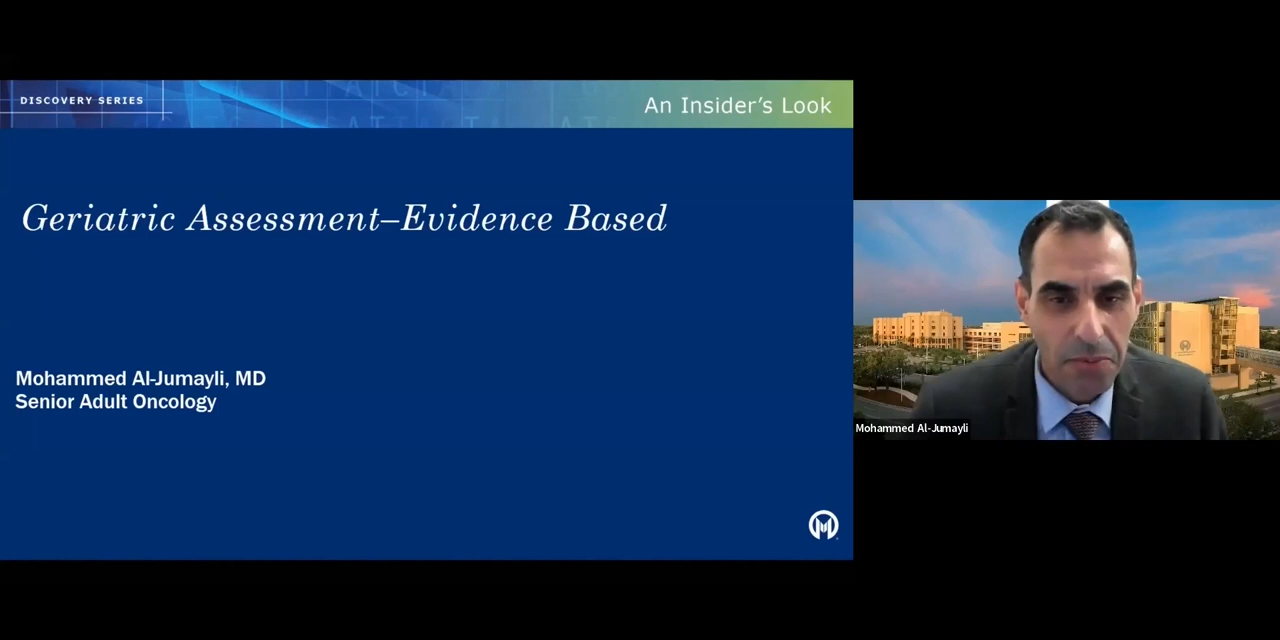 DISCOVERY SERIES
An Insider's Look
Geriatric Assessment–Evidence Based
Mohammed Al-Jumayli, MD
Senior Adult Oncology
Mohammed Al-Jumayli